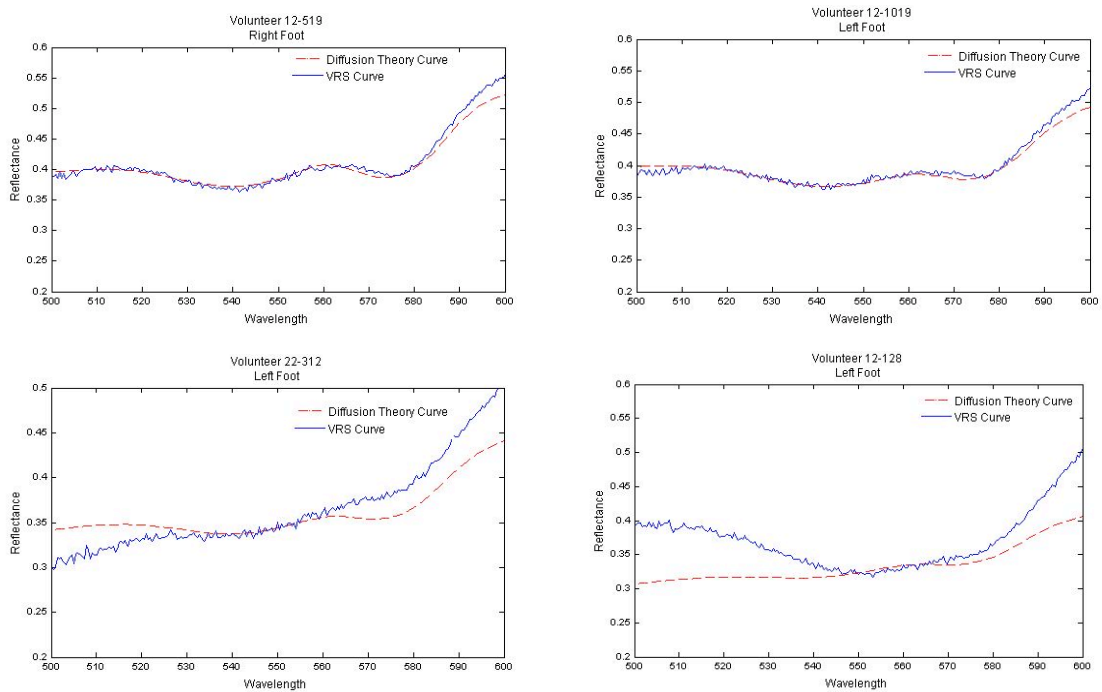 Volunteer 12-519
Right Foot
Diffusion Theory Curve
VRS Curve
Reflectance
0.6
0.55
0.5
0.45
0.4
0.35
0.3
0.25
0.2
500 510 520 530 540 550 560 570 580 590 600
Wavelength
Volunteer 12-1019
Left Foot
Diffusion Theory Curve
VRS Curve
Reflectance
0.6
0.55
0.5
0.45
0.4
0.35
0.3
0.25
0.2
500 510 520 530 540 550 560 570 580 590 600
Wavelength
Volunteer 22-312
Left Foot
Diffusion Theory Curve
VRS Curve
Reflectance
0.5
0.45
0.4
0.35
0.3
0.25
0.2
500 510 520 530 540 550 560 570 580 590 600
Wavelength
Volunteer 12-128
Left Foot
Diffusion Theory Curve
VRS Curve
Reflectance
0.6
0.55
0.5
0.45
0.4
0.35
0.3
0.25
0.2
500 510 520 530 540 550 560 570 580 590 600
Wavelength